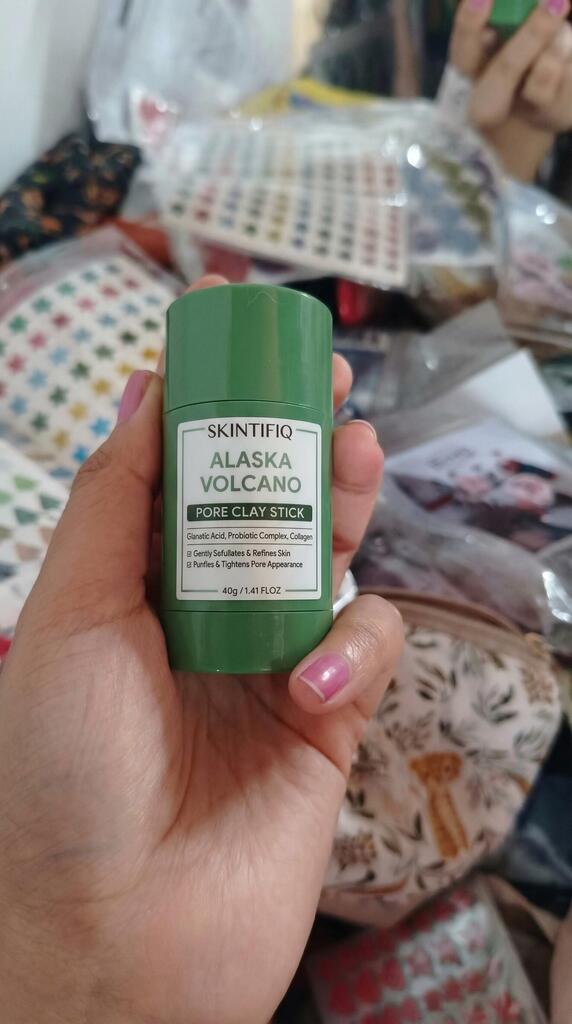 SKINTIFIQ
ALASKA
VOLCANO
PORE CLAY STICK
Glanatic Acid, Probiotic Complex, Collagen
☑ Gently Sefullates & Refines Skin
☑ Punfles & Tightens Pore Appearance
40g / 1.41 FLOZ